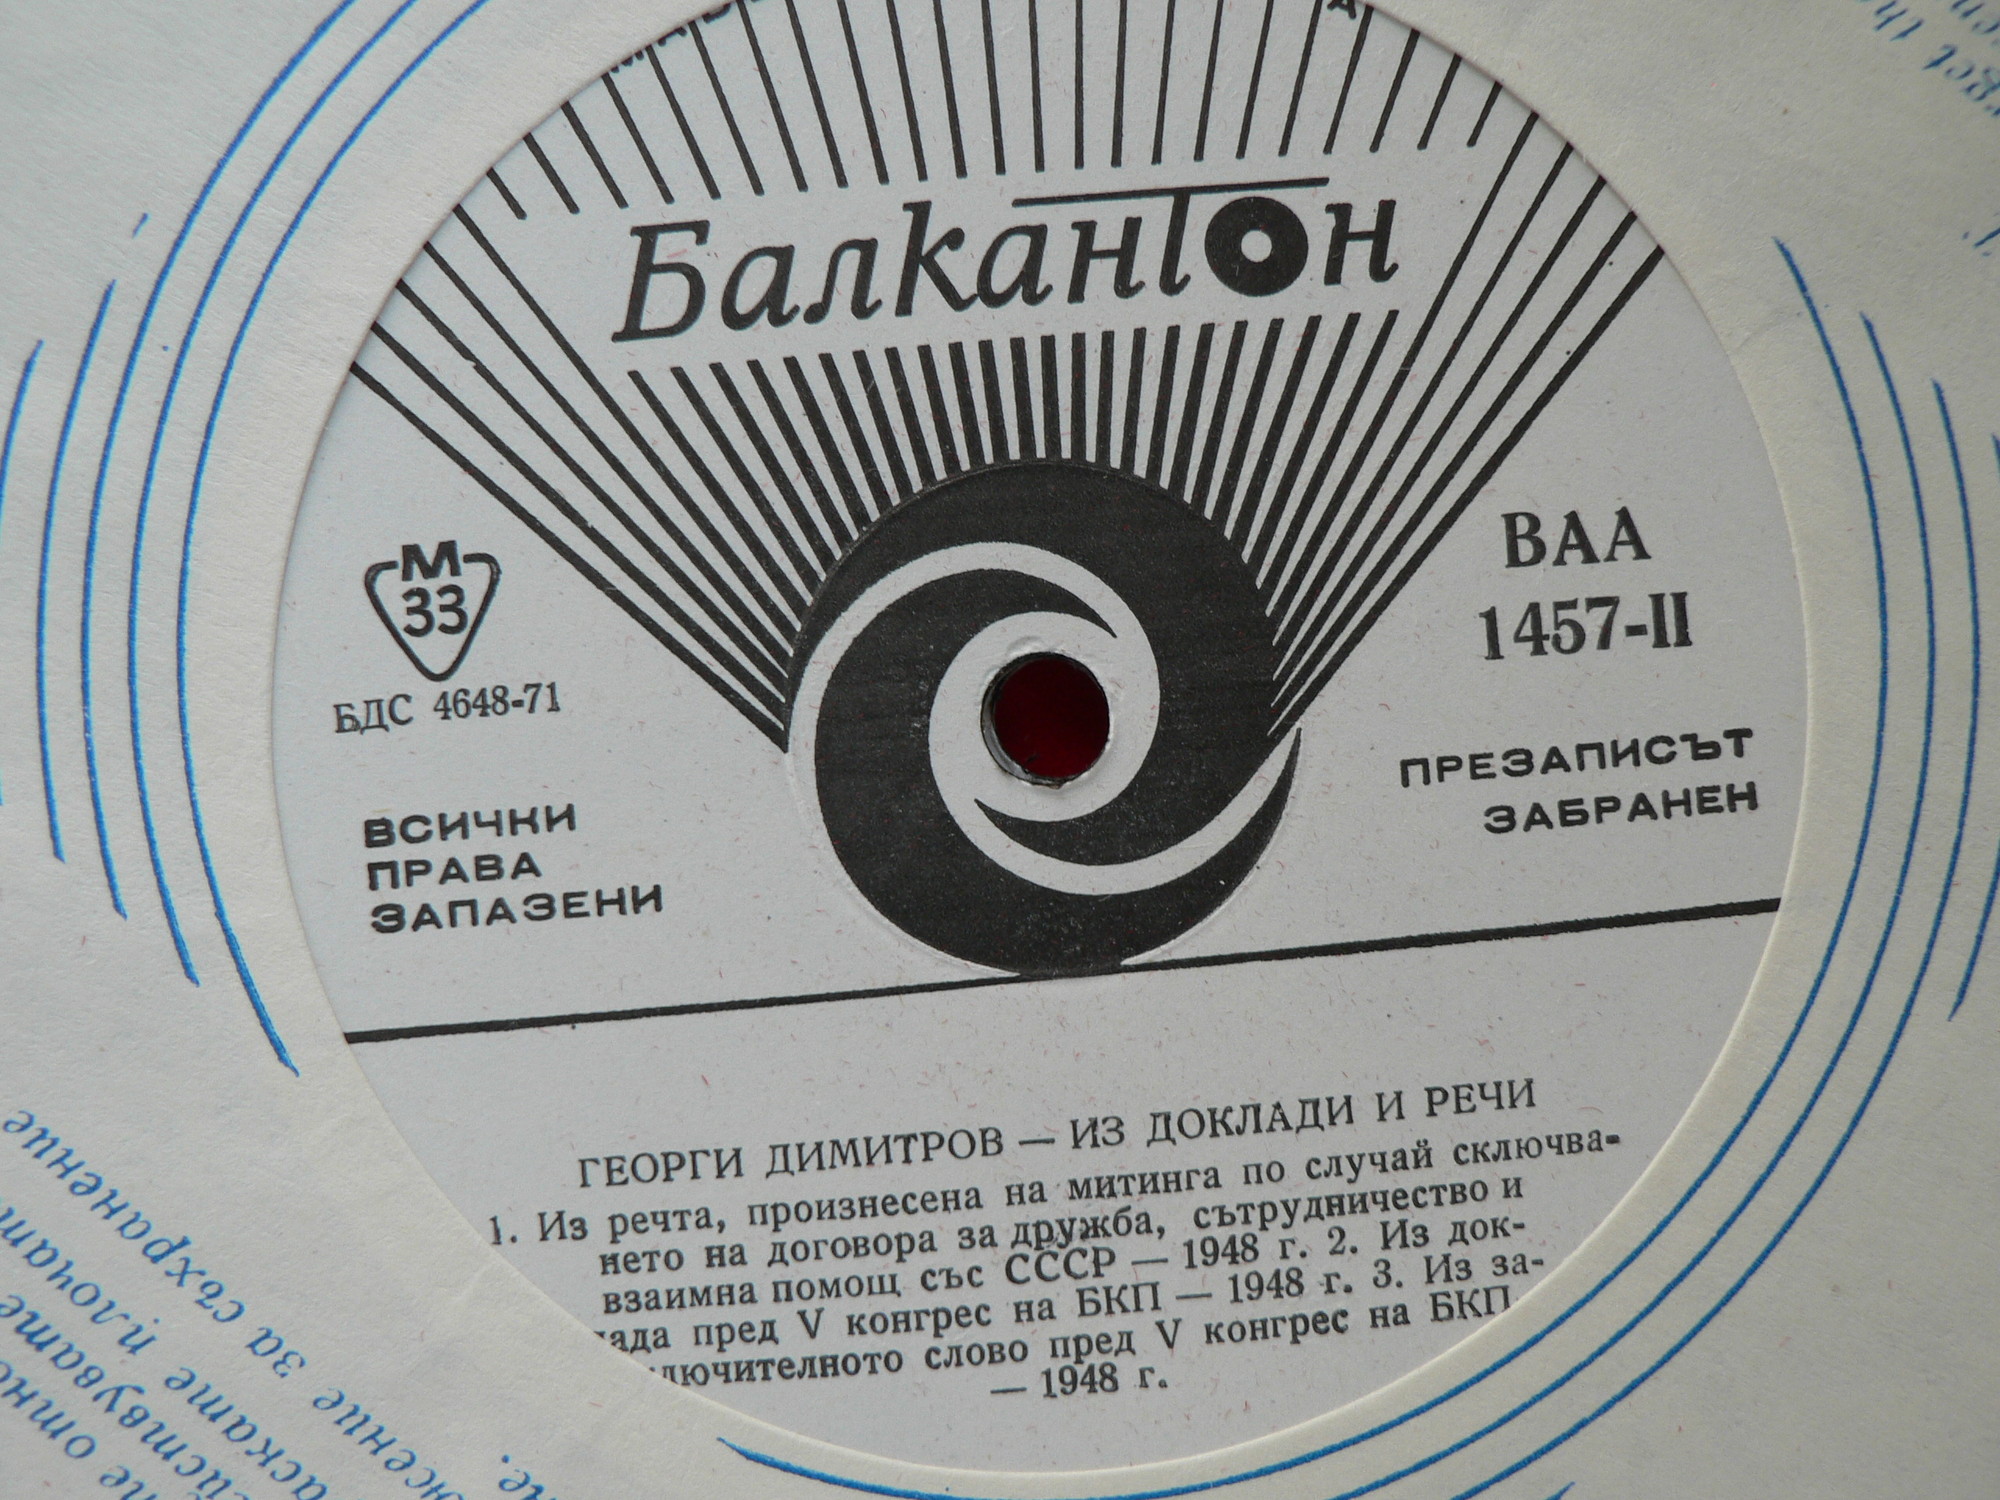 Балкантон
М
33
БДС 4648-71
ВАА
1457-II
ВСИЧКИ
ПРАВА
ЗАПАЗЕНИ
ПРЕЗАПИСЪТ
ЗАБРАНЕН
ГЕОРГИ ДИМИТРОВ — ИЗ ДОКЛАДИ И РЕЧИ
1. Из речта, произнесена на митинга по случай сключва-
нето на договора за дружба, сътрудничество и
взаимна помощ със СССР — 1948 г. 2. Из док-
лада пред V конгрес на БКП — 1948 г. 3. Из за-
ключителното слово пред V конгрес на БКП
— 1948 г.
за съхранение